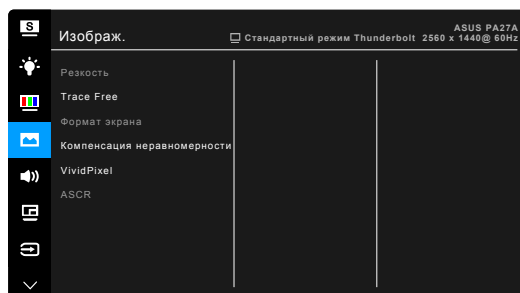 S
ASUS PA27A
Изображ.
Стандартный режим Thunderbolt 2560 x 1440@ 60Hz
Резкость
Trace Free
Формат экрана
Компенсация неравномерности
VividPixel
ASCR